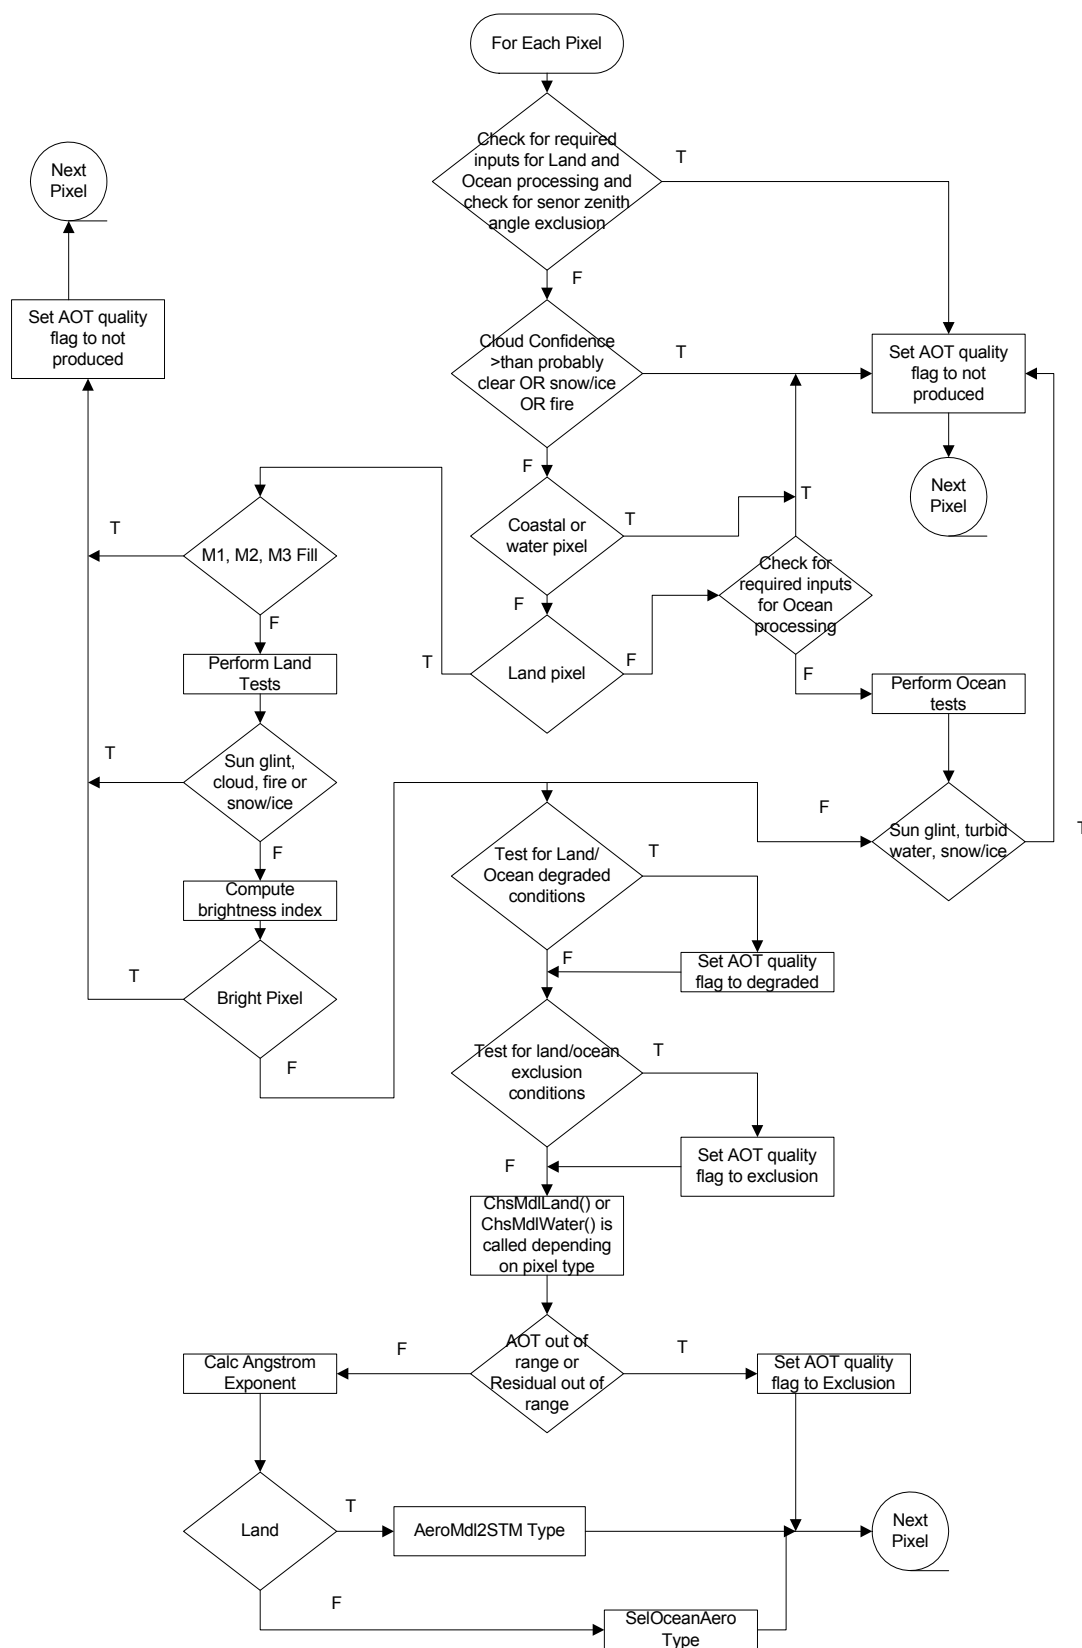 For Each Pixel
Check for required
inputs for Land and
Ocean processing and
check for senor zenith
angle exclusion
T
F
Next
Pixel
Set AOT quality
flag to not
produced
Cloud Confidence
>than probably
clear OR snow/ice
OR fire
T
F
Set AOT quality
flag to not
produced
Next
Pixel
Coastal or
water pixel
T
F
T
Check for
required inputs
for Ocean
processing
F
M1, M2, M3 Fill
T
F
Land pixel
T
F
Perform Land
Tests
Perform Ocean
tests
Sun glint,
cloud, fire or
snow/ice
T
F
Sun glint, turbid
water, snow/ice
F
T
Compute
brightness index
Test for Land/
Ocean degraded
conditions
T
F
Set AOT quality
flag to degraded
Bright Pixel
T
F
Test for land/ocean
exclusion
conditions
T
F
Set AOT quality
flag to exclusion
ChsMdlLand() or
ChsMdlWater() is
called depending
on pixel type
AOT out of
range or
Residual out of
range
F
T
Calc Angstrom
Exponent
Set AOT quality
flag to Exclusion
Land
T
F
AeroMdl2STM Type
Next
Pixel
SelOceanAero
Type